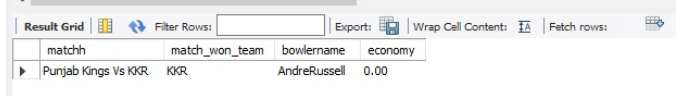 Result Grid Filter Rows: Export: Wrap Cell Content: IA Fetch rows:
matchh match_won_team bowlername economy
Punjab Kings Vs KKR KKR AndreRussell 0.00